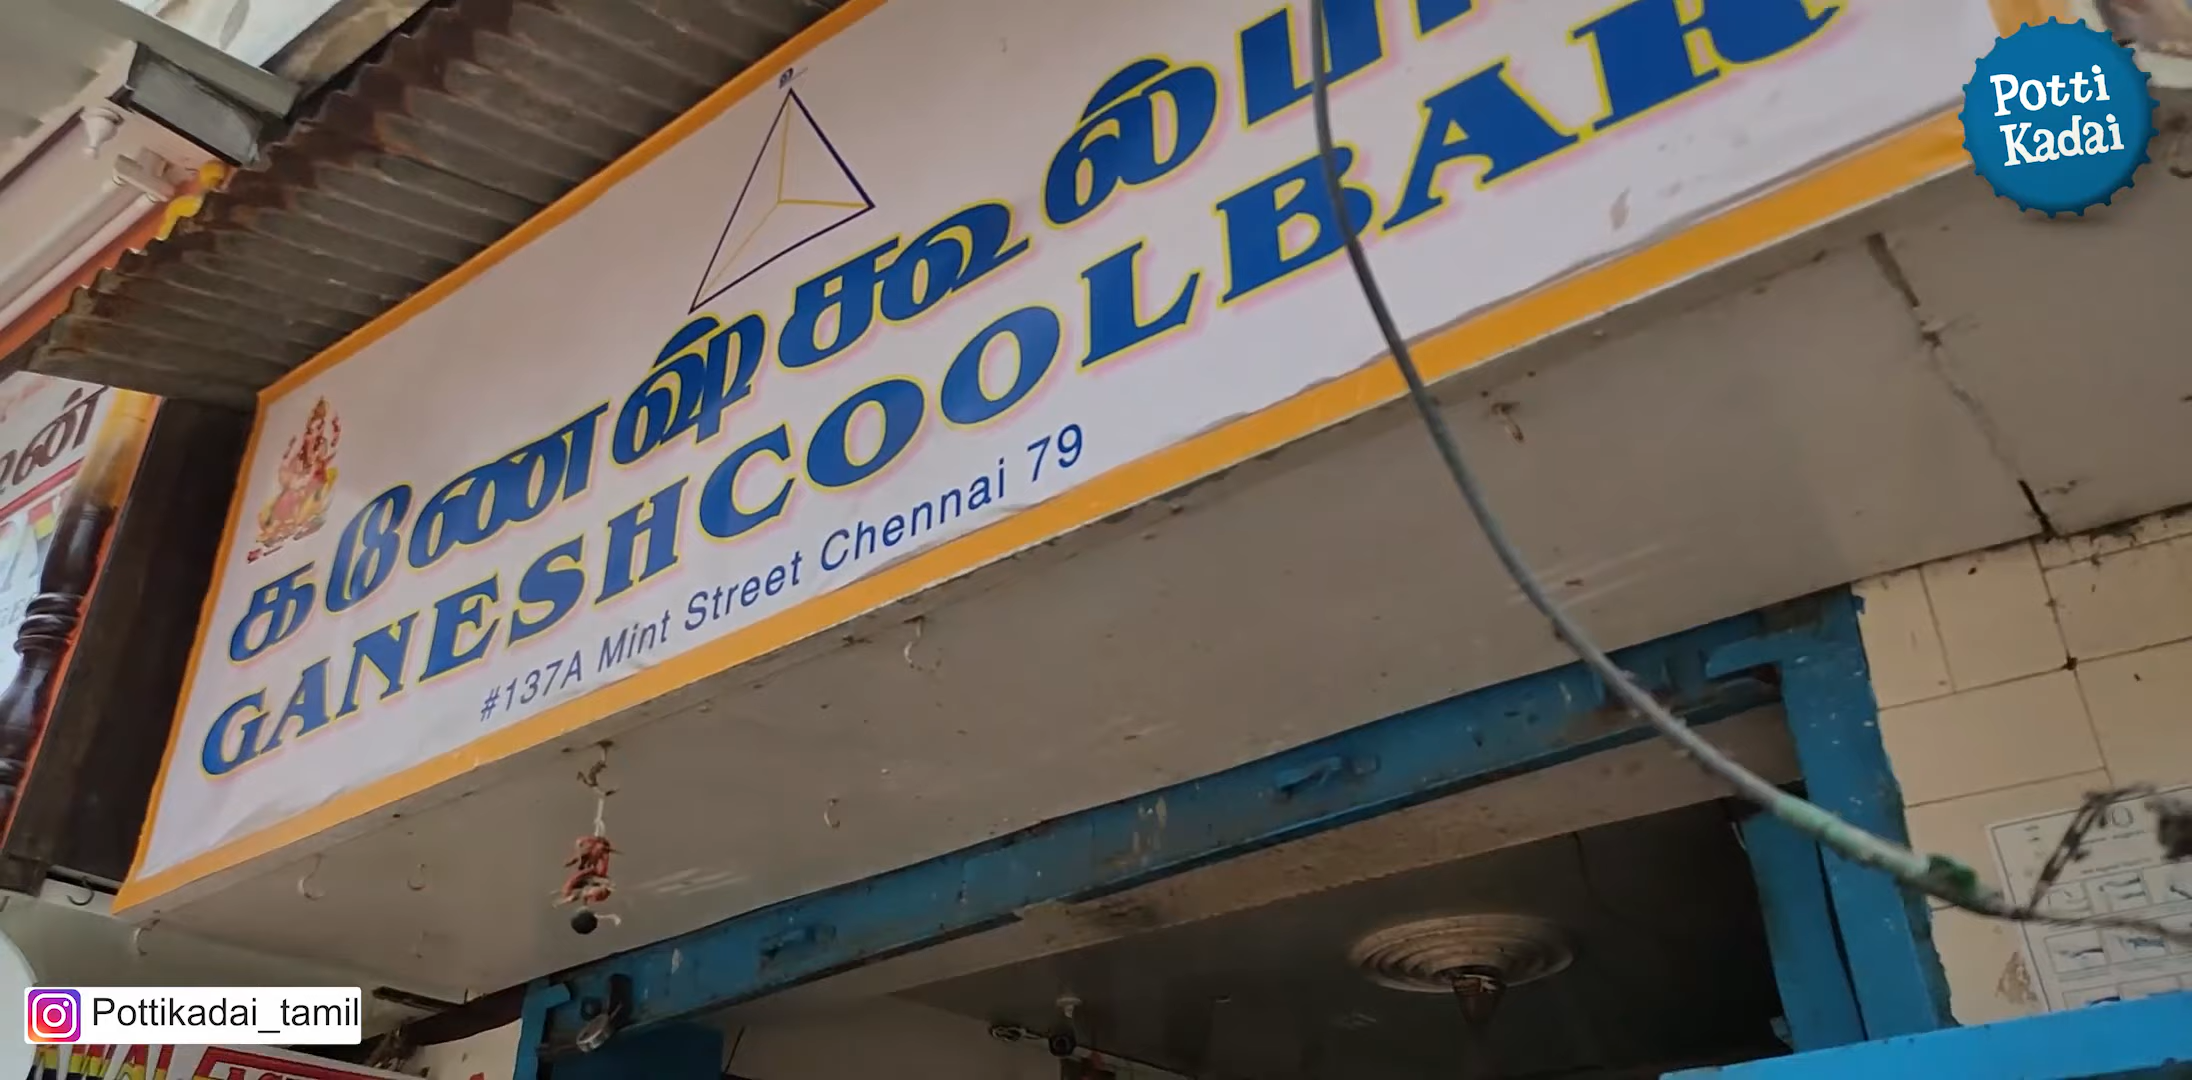 உ
கணேஷ் கூல் பார்
GANESH COOL BAR
#137A Mint Street Chennai 79
Potti
Kadai
Pottikadai_tamil